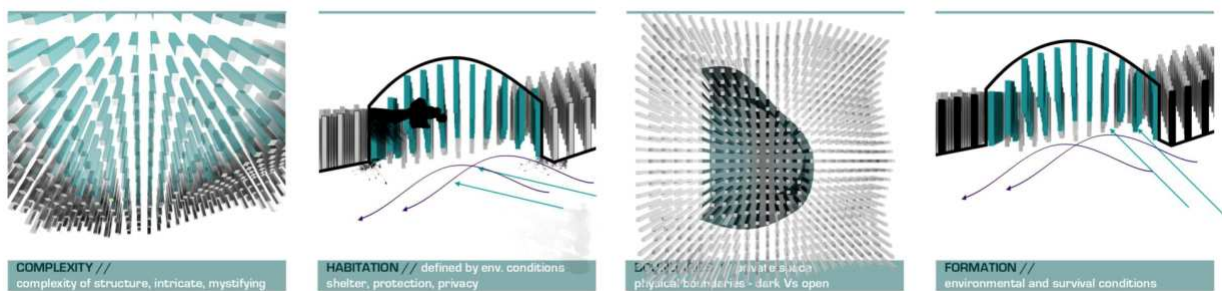 COMPLEXITY //
complexity of structure, intricate, mystifying
HABITATION // defined by env. conditions
shelter, protection, privacy
private space
physical boundaries - dark Vs open
FORMATION //
environmental and survival conditions